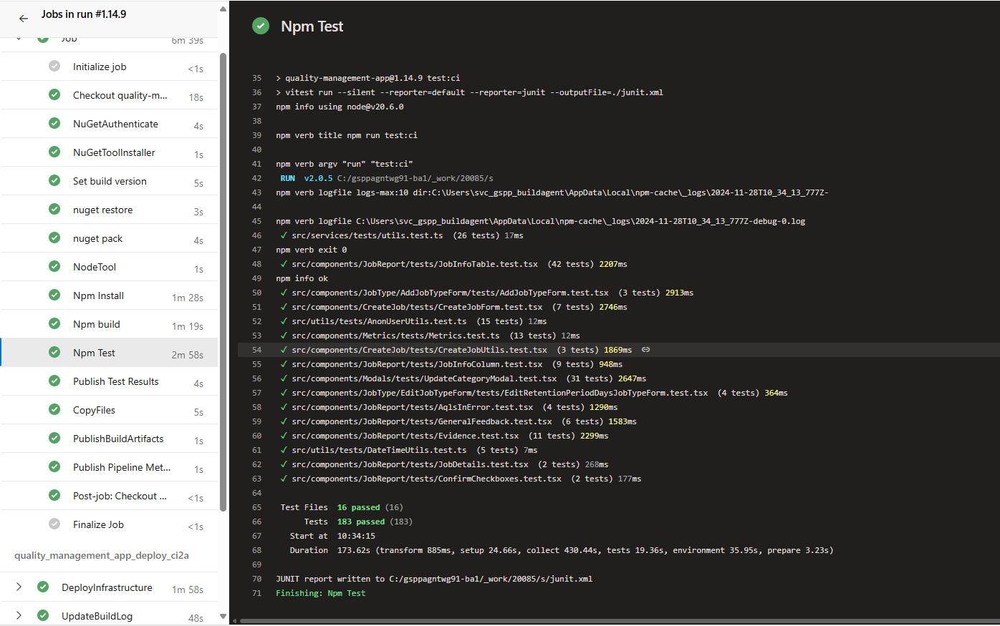 Jobs in run #1.14.9
Job
6m 39s
Initialize job
<1s
Checkout quality-m...
18s
NuGetAuthenticate
4s
NuGetToolInstaller
1s
Set build version
5s
nuget restore
3s
nuget pack
4s
NodeTool
1s
Npm Install
1m 28s
Npm build
1m 19s
Npm Test
2m 58s
Publish Test Results
4s
CopyFiles
5s
PublishBuildArtifacts
1s
Publish Pipeline Met...
1s
Post-job: Checkout ...
<1s
Finalize Job
<1s
quality_management_app_deploy_ci2a
DeployInfrastructure
1m 58s
UpdateBuildLog
48s
Npm Test
35 > quality-management-app@1.14.9 test:ci
36 > vitest run --silent --reporter=default --reporter=junit --outputFile=./junit.xml
37 npm info using node@v20.6.0
38
39 npm verb title npm run test:ci
40
41 npm verb argv "run" "test:ci"
42 RUN v2.0.5 C:/gsppagntwg91-ba1/_work/20085/s
43 npm verb logfile logs-max:10 dir:C:\Users\svc_gspp_buildagent\AppData\Local\npm-cache\_logs\2024-11-28T10_34_13_777Z-
44
45 npm verb logfile C:\Users\svc_gspp_buildagent\AppData\Local\npm-cache\_logs\2024-11-28T10_34_13_777Z-debug-0.log
46 ✓ src/services/tests/utils.test.ts (26 tests) 17ms
47 npm verb exit 0
48 ✓ src/components/JobReport/tests/JobInfoTable.test.tsx (42 tests) 2207ms
49 npm info ok
50 ✓ src/components/JobType/AddJobTypeForm/tests/AddJobTypeForm.test.tsx (3 tests) 2913ms
51 ✓ src/components/CreateJob/tests/CreateJobForm.test.tsx (7 tests) 2746ms
52 ✓ src/utils/tests/AnonUserUtils.test.ts (15 tests) 12ms
53 ✓ src/components/Metrics/tests/Metrics.test.ts (13 tests) 12ms
54 ✓ src/components/CreateJob/tests/CreateJobUtils.test.tsx (3 tests) 1869ms
55 ✓ src/components/JobReport/tests/JobInfoColumn.test.tsx (9 tests) 948ms
56 ✓ src/components/Modals/tests/UpdateCategoryModal.test.tsx (31 tests) 2647ms
57 ✓ src/components/JobType/EditJobTypeForm/tests/EditRetentionPeriodDaysJobTypeForm.test.tsx (4 tests) 364ms
58 ✓ src/components/JobReport/tests/AqlsInError.test.tsx (4 tests) 1290ms
59 ✓ src/components/JobReport/tests/GeneralFeedback.test.tsx (6 tests) 1583ms
60 ✓ src/components/JobReport/tests/Evidence.test.tsx (11 tests) 2299ms
61 ✓ src/utils/tests/DateTimeUtils.test.ts (5 tests) 7ms
62 ✓ src/components/JobReport/tests/JobDetails.test.tsx (2 tests) 268ms
63 ✓ src/components/JobReport/tests/ConfirmCheckboxes.test.tsx (2 tests) 177ms
64
65 Test Files 16 passed (16)
66 Tests 183 passed (183)
67 Start at 10:34:15
68 Duration 173.62s (transform 885ms, setup 24.66s, collect 430.44s, tests 19.36s, environment 35.95s, prepare 3.23s)
69
70 JUNIT report written to C:/gsppagntwg91-ba1/_work/20085/s/junit.xml
71 Finishing: Npm Test